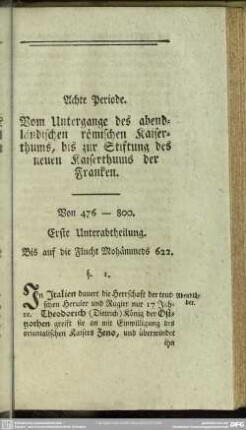 Achte Periode.
Vom Untergange des abend-
ländischen römischen Kaiser-
thums, bis zur Stiftung des
neuen Kaiserthums der
Franken.
Von 476 — 800.
Erste Unterabtheilung.
Bis auf die Flucht Mohámmeds 622.
§. 1.
In Italien dauert die Herrschaft der teut-
schen Heruler und Rugier nur 17 Jah-
re. Theodorich (Dietrich) König der Ost-
gothen greift sie an mit Einwilligung des
orientalischen Kaisers Zeno, und überwindet
ihn
Abendlän-
der.